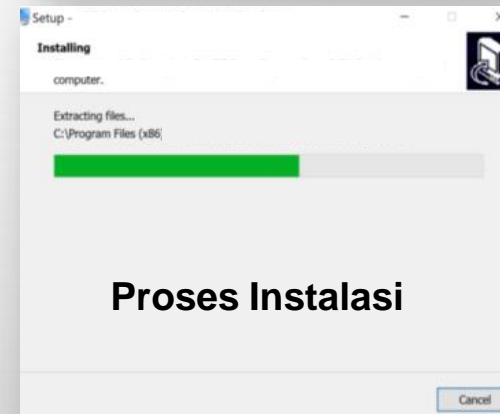 Setup -
Installing
computer.
Extracting files...
C:\Program Files (x86
Proses Instalasi
Cancel